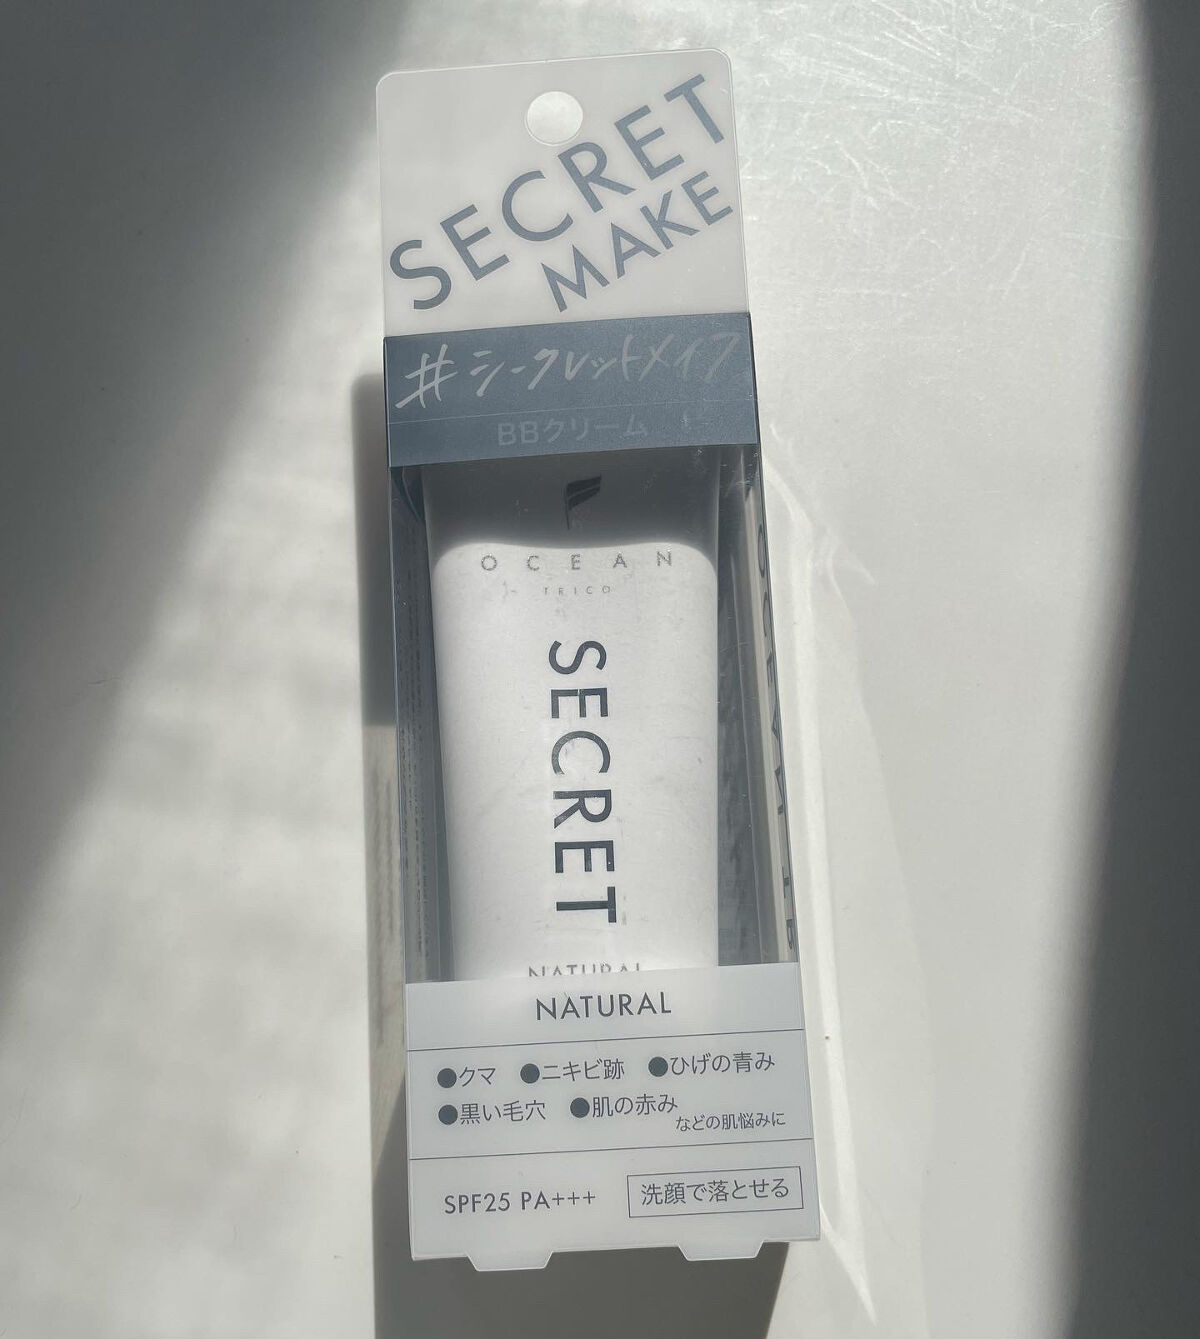 SECRET
MAKE
#シークレットメイク
BBクリーム
OCEAN
TRICO
SECRET
NATURAL
NATURAL
●クマ ●ニキビ跡 ●ひげの青み
●黒い毛穴 ●肌の赤み
などの肌悩みに
SPF25 PA+++
洗顔で落とせる